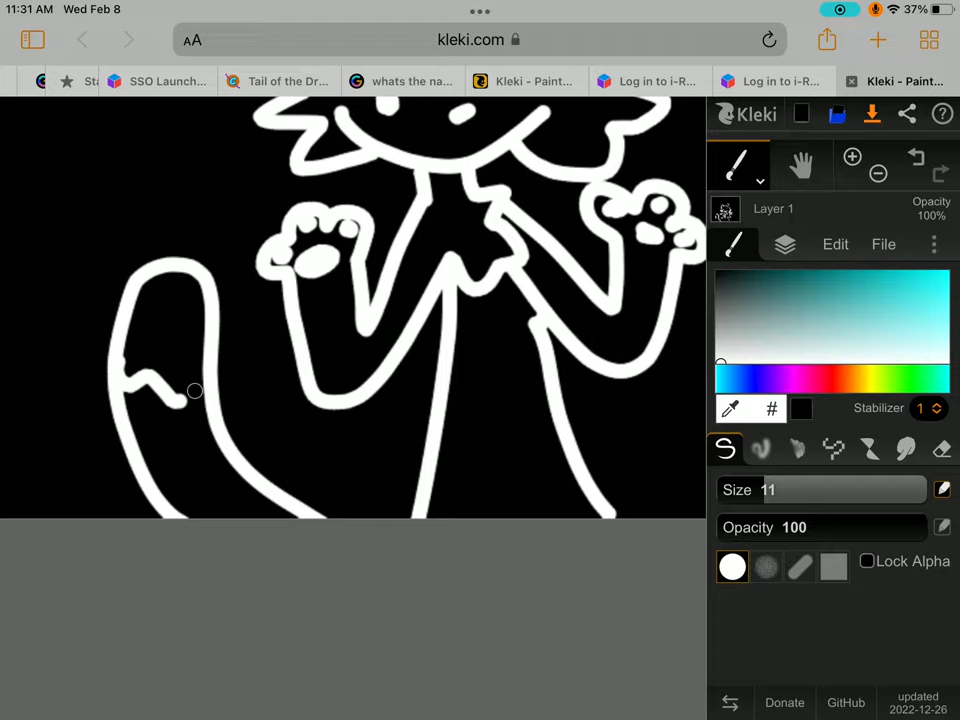 11:31 AM Wed Feb 8
37%
AA
kleki.com
Sta
SSO Launch...
Tail of the Dr...
whats the na...
Kleki - Paint...
Log in to i-R...
Log in to i-R...
Kleki - Paint...
Kleki
Layer 1
Opacity
100%
Edit
File
#
Stabilizer
1
Size 11
Opacity 100
Lock Alpha
Donate
GitHub
updated
2022-12-26